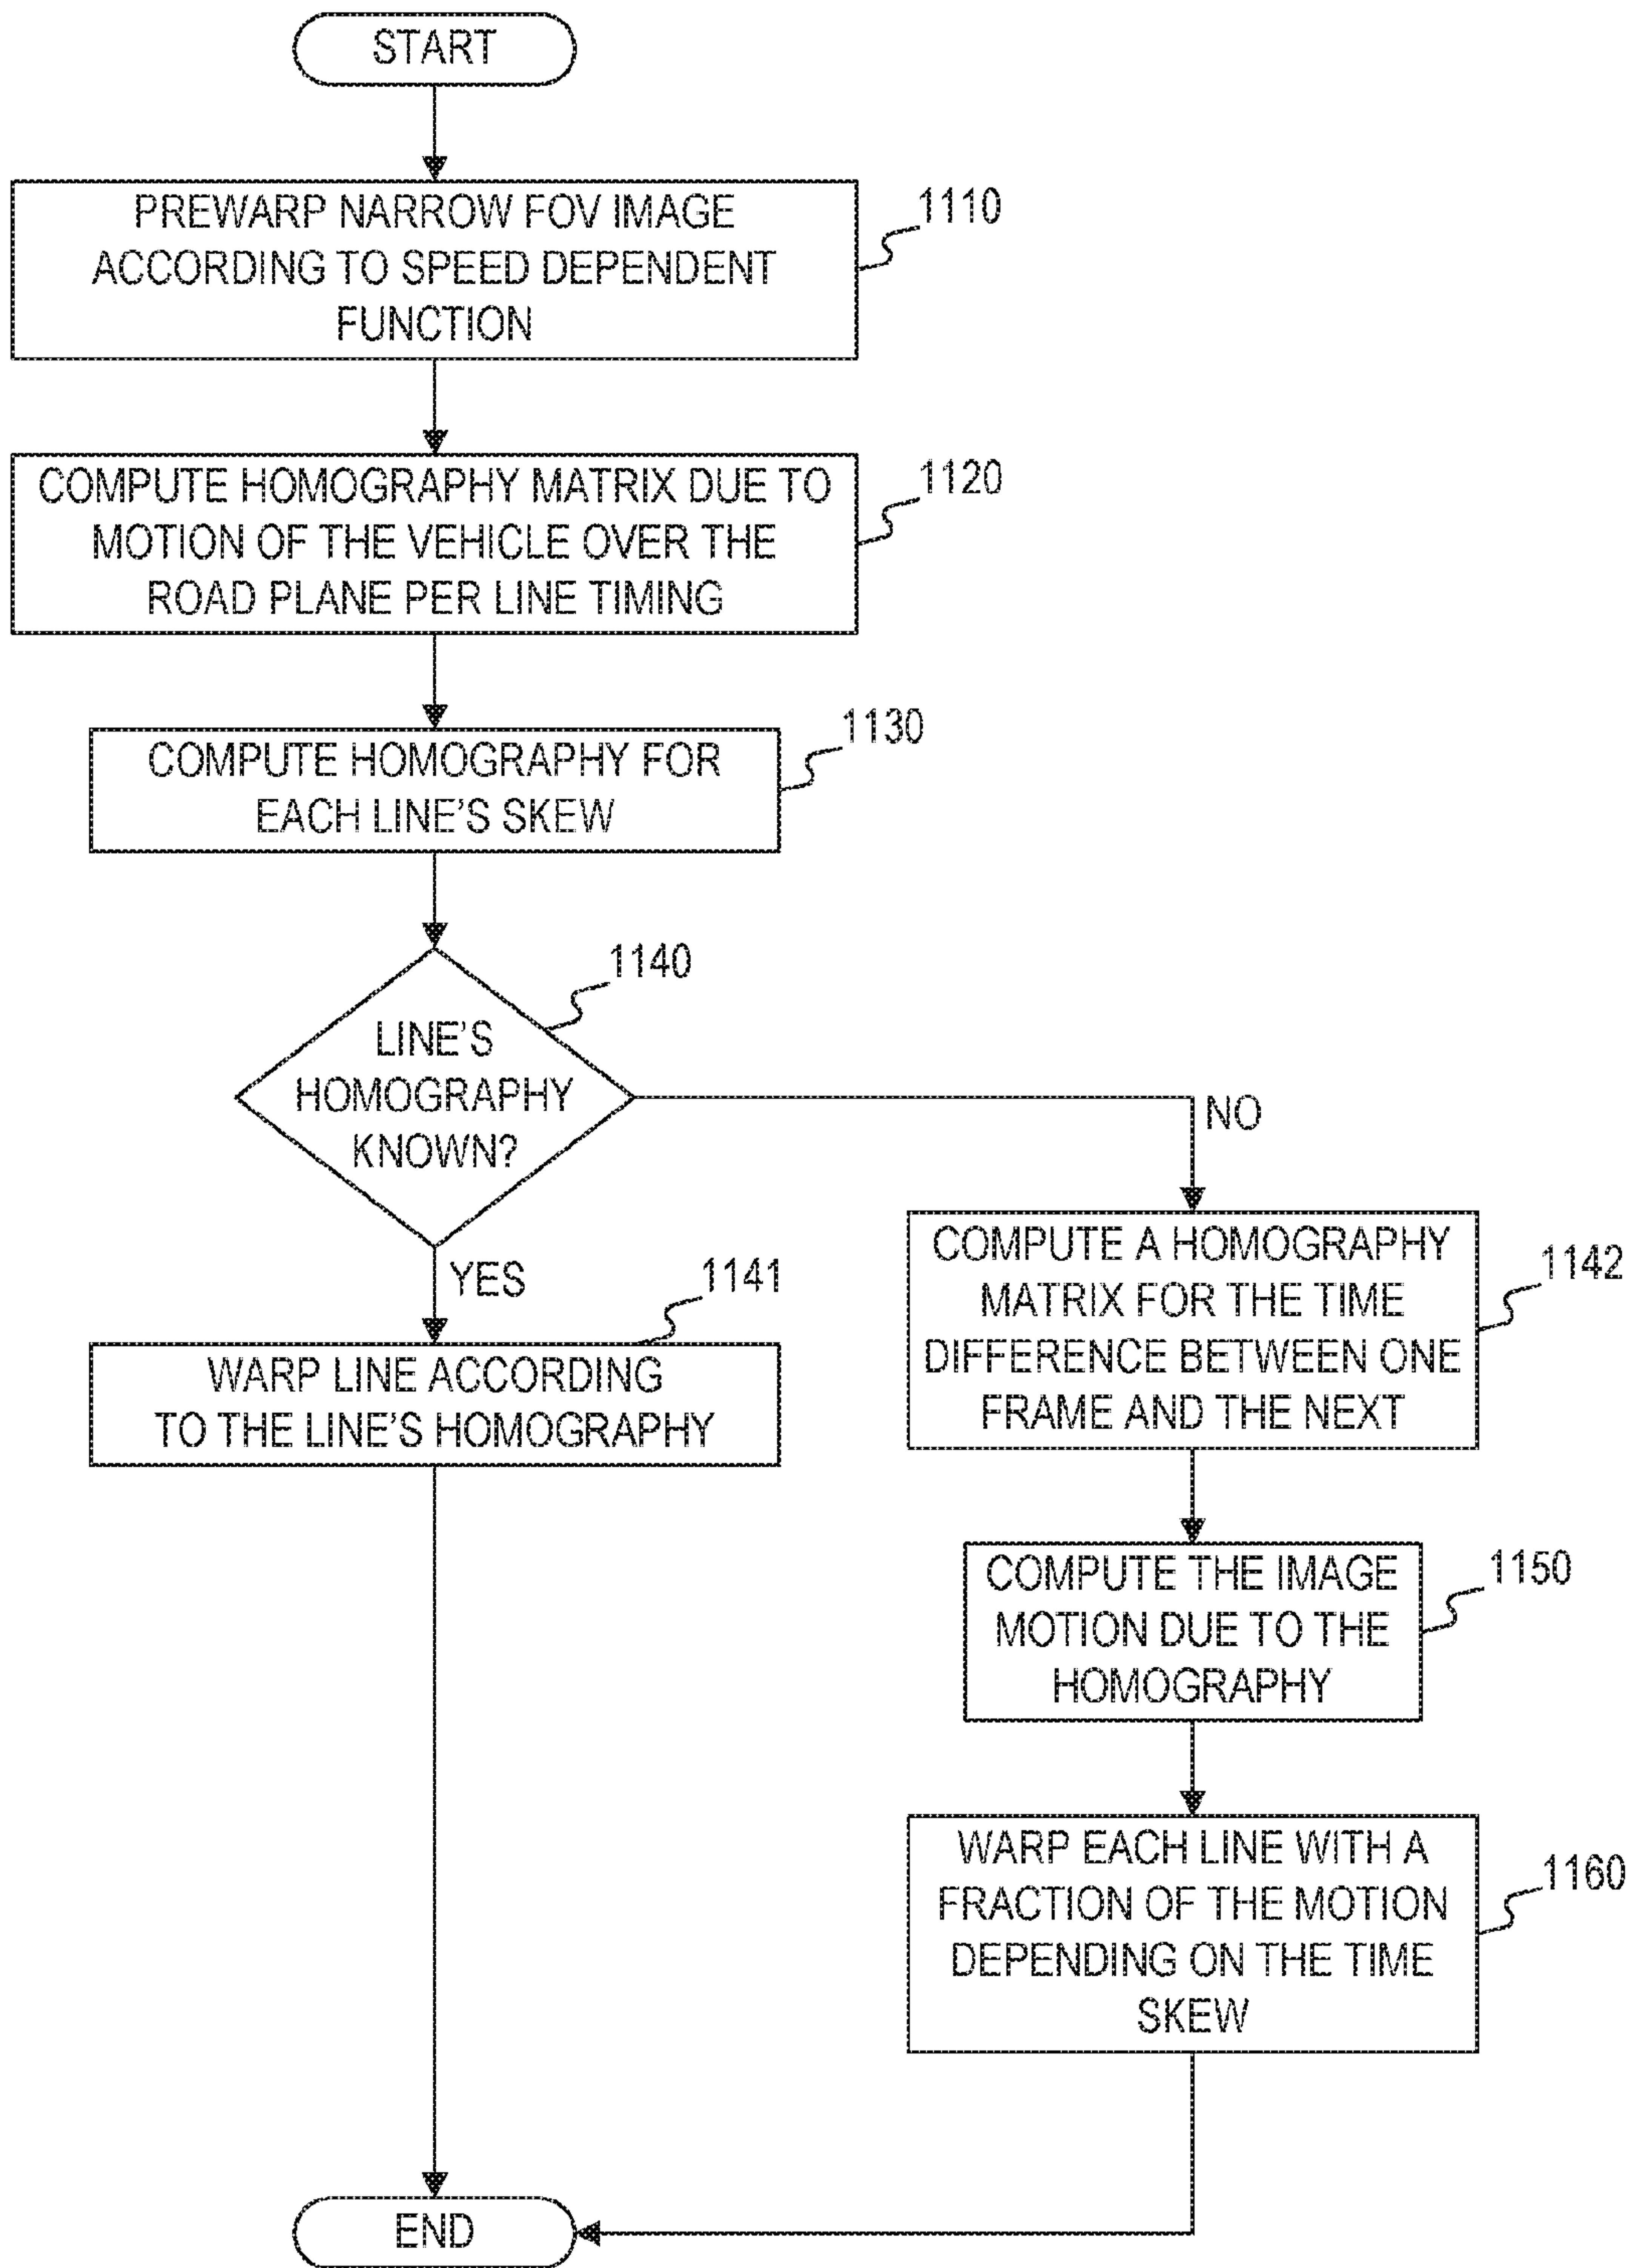 START
PREWARP NARROW FOV IMAGE
ACCORDING TO SPEED DEPENDENT
FUNCTION
1110
COMPUTE HOMOGRAPHY MATRIX DUE TO
MOTION OF THE VEHICLE OVER THE
ROAD PLANE PER LINE TIMING
1120
COMPUTE HOMOGRAPHY FOR
EACH LINE'S SKEW
1130
LINE'S
HOMOGRAPHY
KNOWN?
1140
NO
YES
WARP LINE ACCORDING
TO THE LINE'S HOMOGRAPHY
1141
COMPUTE A HOMOGRAPHY
MATRIX FOR THE TIME
DIFFERENCE BETWEEN ONE
FRAME AND THE NEXT
1142
COMPUTE THE IMAGE
MOTION DUE TO THE
HOMOGRAPHY
1150
WARP EACH LINE WITH A
FRACTION OF THE MOTION
DEPENDING ON THE TIME
SKEW
1160
END